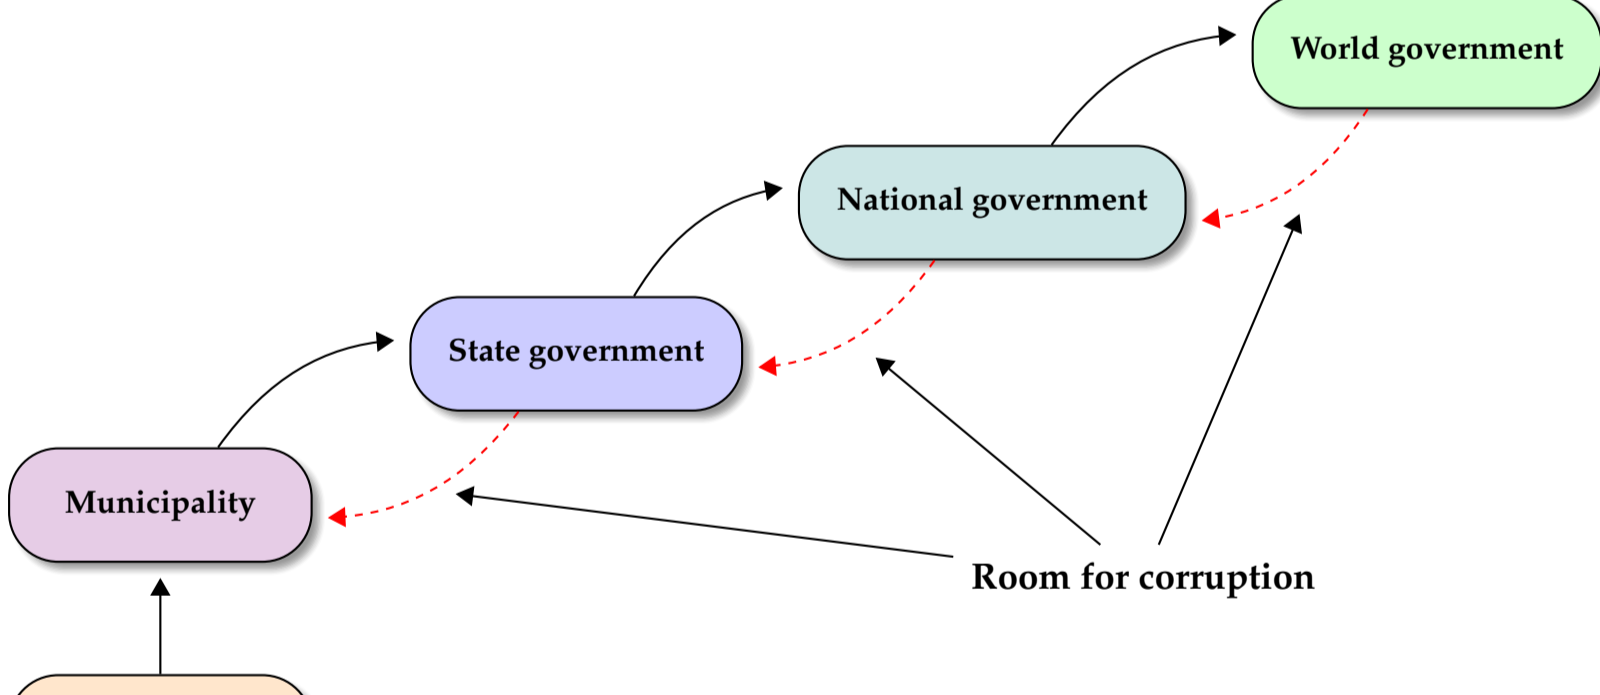 World government
National government
State government
Municipality
Room for corruption